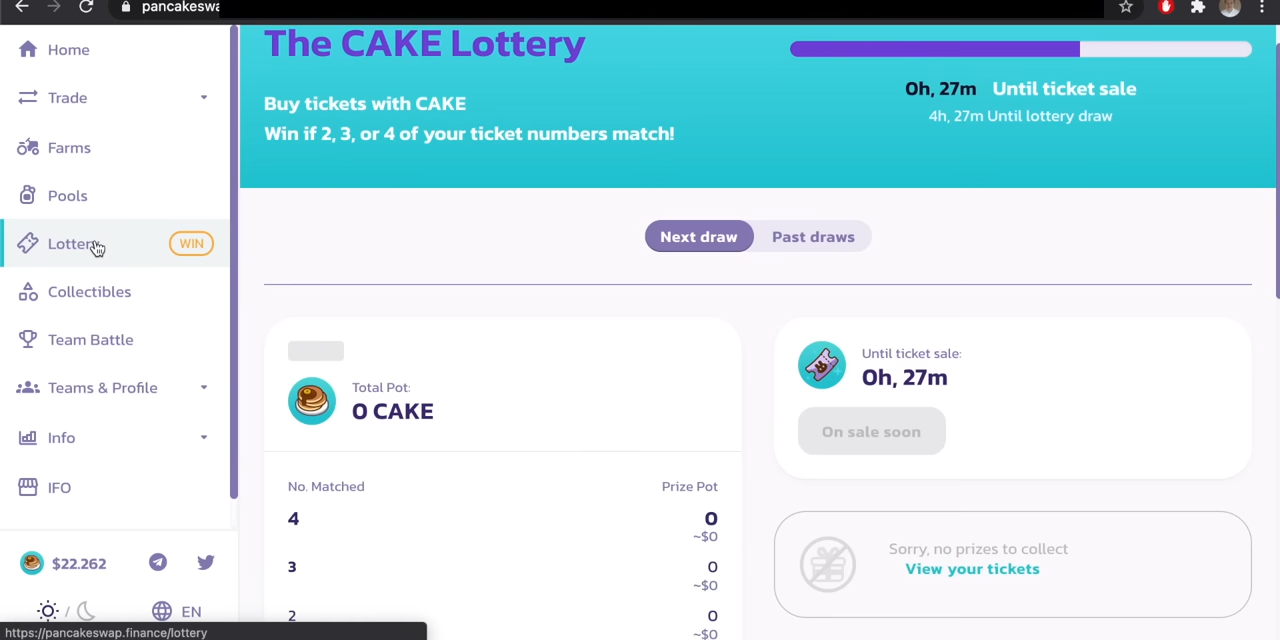 pancakeswa
Home
Trade
Farms
Pools
Lotter
WIN
Collectibles
Team Battle
Teams & Profile
Info
IFO
$22.262
/
EN
https://pancakeswap.finance/lottery
The CAKE Lottery
Buy tickets with CAKE
Win if 2, 3, or 4 of your ticket numbers match!
0h, 27m Until ticket sale
4h, 27m Until lottery draw
Next draw Past draws
Total Pot:
0 CAKE
No. Matched Prize Pot
4 0
~$0
3 0
~$0
2 0
~$0
Until ticket sale:
0h, 27m
On sale soon
Sorry, no prizes to collect
View your tickets